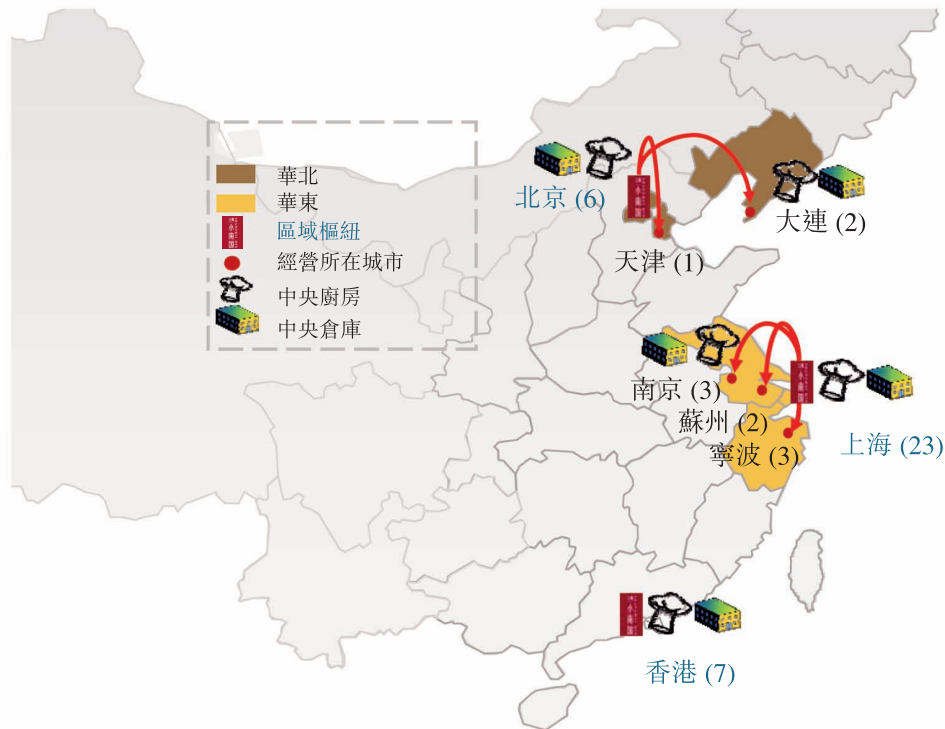 華北
華東
區域樞紐
經營所在城市
中央廚房
中央倉庫
北京 (6)
大連 (2)
天津 (1)
南京 (3)
蘇州 (2)
寧波 (3)
上海 (23)
香港 (7)